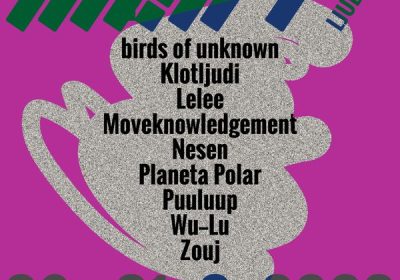 birds of unknown
Klotljudi
Lelee
Moveknowledgement
Nesen
Planeta Polar
Puuluup
Wu-Lu
Zouj